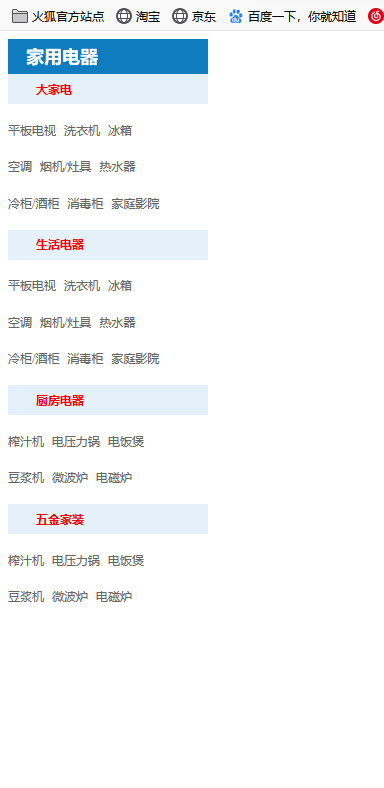 火狐官方站点 淘宝 京东 百度一下，你就知道
家用电器
大家电
平板电视 洗衣机 冰箱
空调 烟机/灶具 热水器
冷柜/酒柜 消毒柜 家庭影院
生活电器
平板电视 洗衣机 冰箱
空调 烟机/灶具 热水器
冷柜/酒柜 消毒柜 家庭影院
厨房电器
榨汁机 电压力锅 电饭煲
豆浆机 微波炉 电磁炉
五金家装
榨汁机 电压力锅 电饭煲
豆浆机 微波炉 电磁炉